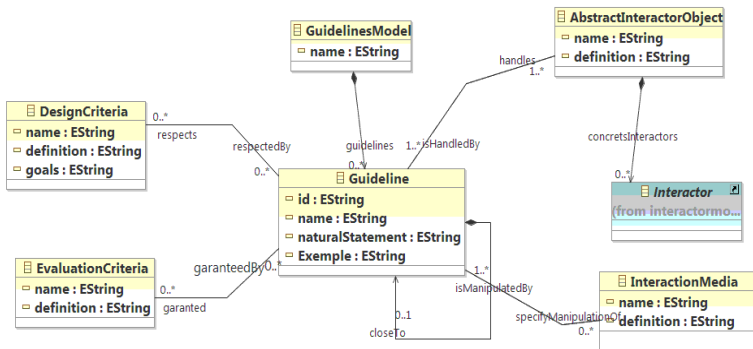 GuidelinesModel
name : EString
AbstractInteractorObject
name : EString
definition : EString
handles
1..*
DesignCriteria
name : EString
definition : EString
goals : EString
0..*
respects
respectedBy
0..*
guidelines
0..*
1..*
isHandledBy
concretsInteractors
0..*
Interactor
(from interactormo...
Guideline
id : EString
name : EString
naturalStatement : EString
Exemple : EString
EvaluationCriteria
name : EString
definition : EString
garanteedBy
0..*
0..*
garanted
1..*
isManipulatedBy
0..1
closeTo
specifyManipulationOf
0..*
InteractionMedia
name : EString
definition : EString